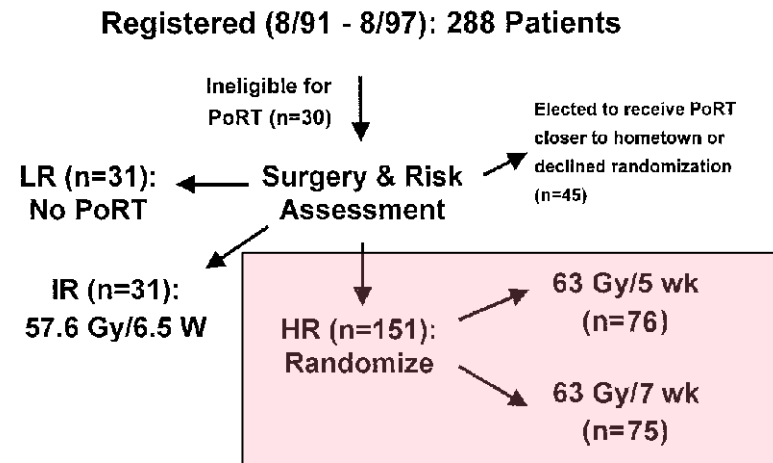 Registered (8/91 - 8/97): 288 Patients
Ineligible for
PoRT (n=30)
Elected to receive PoRT
closer to hometown or
declined randomization
(n=45)
LR (n=31):
No PoRT
Surgery & Risk
Assessment
IR (n=31):
57.6 Gy/6.5 W
HR (n=151):
Randomize
63 Gy/5 wk
(n=76)
63 Gy/7 wk
(n=75)